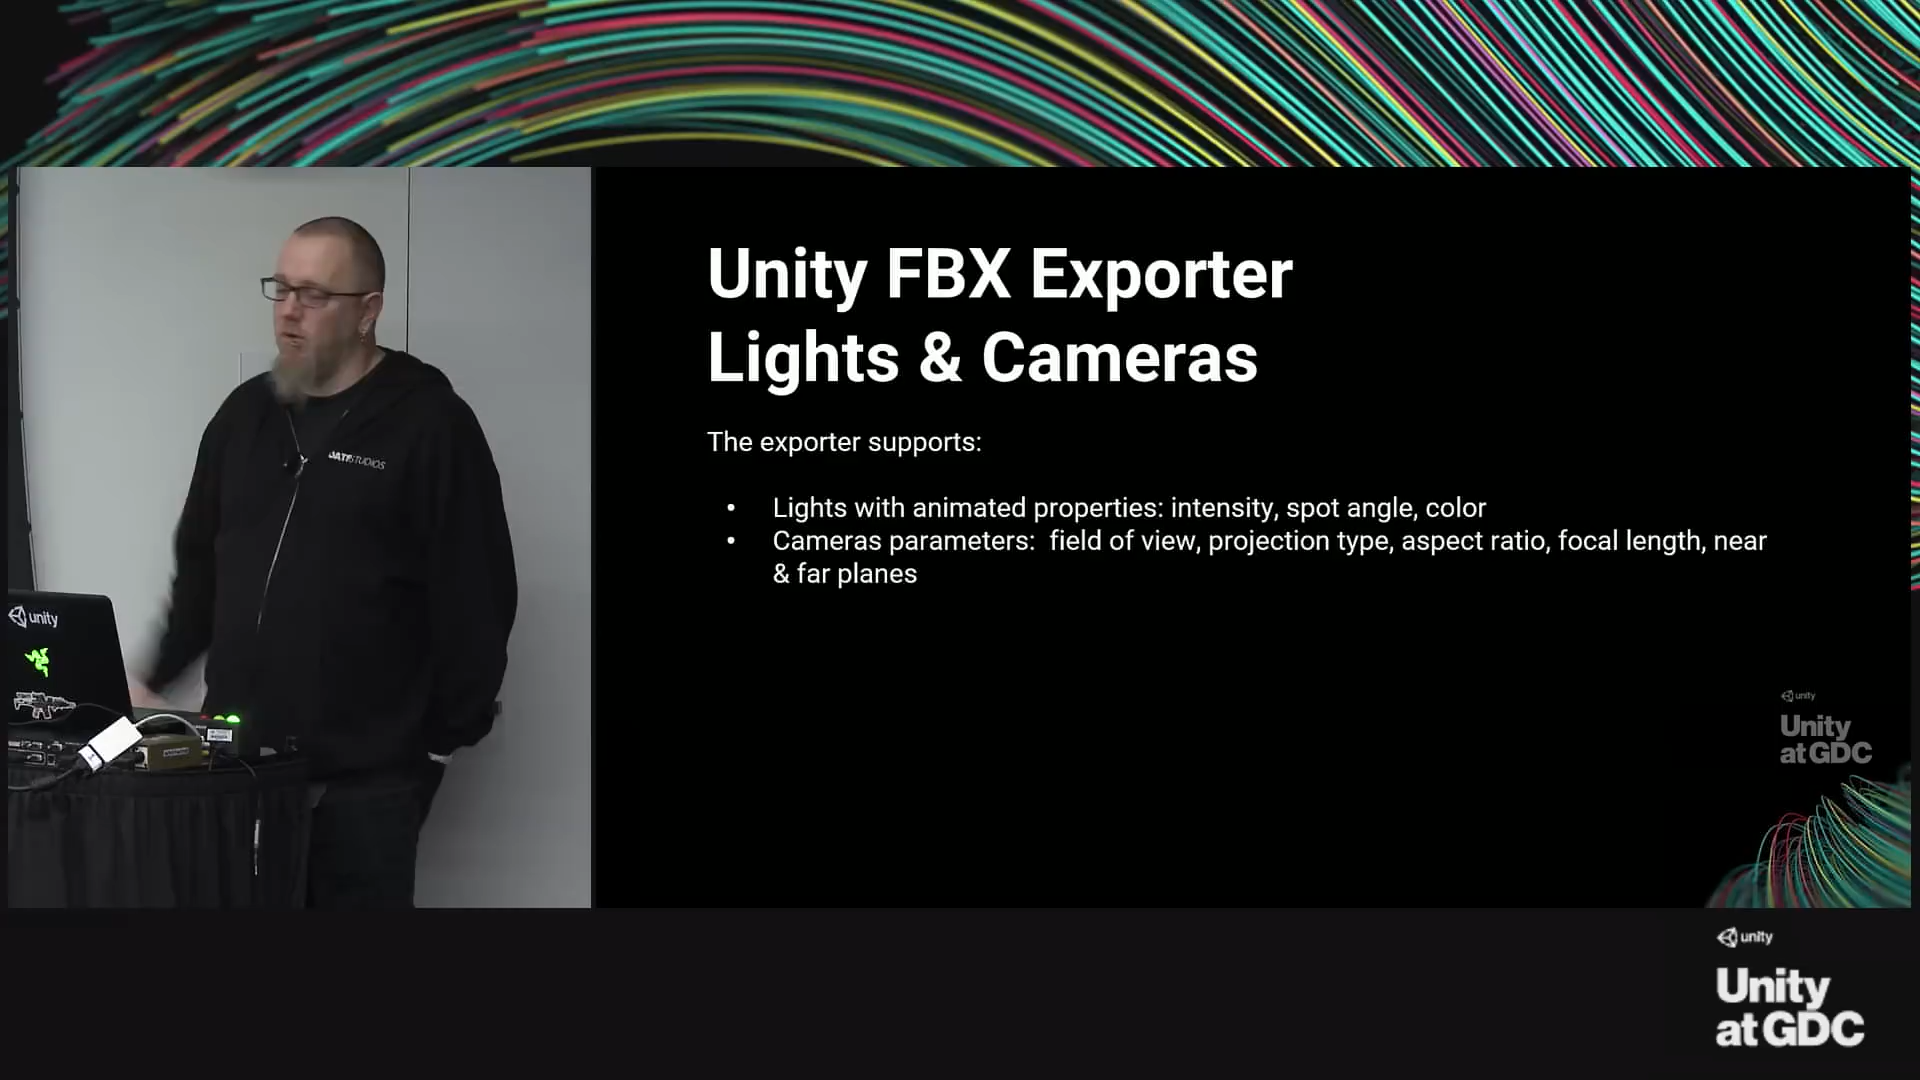 Unity FBX Exporter
Lights & Cameras
The exporter supports:
• Lights with animated properties: intensity, spot angle, color
• Cameras parameters:  field of view, projection type, aspect ratio, focal length, near
& far planes
unity
Unity
at GDC
unity
STUDIOS
unity
Unity
at GDC